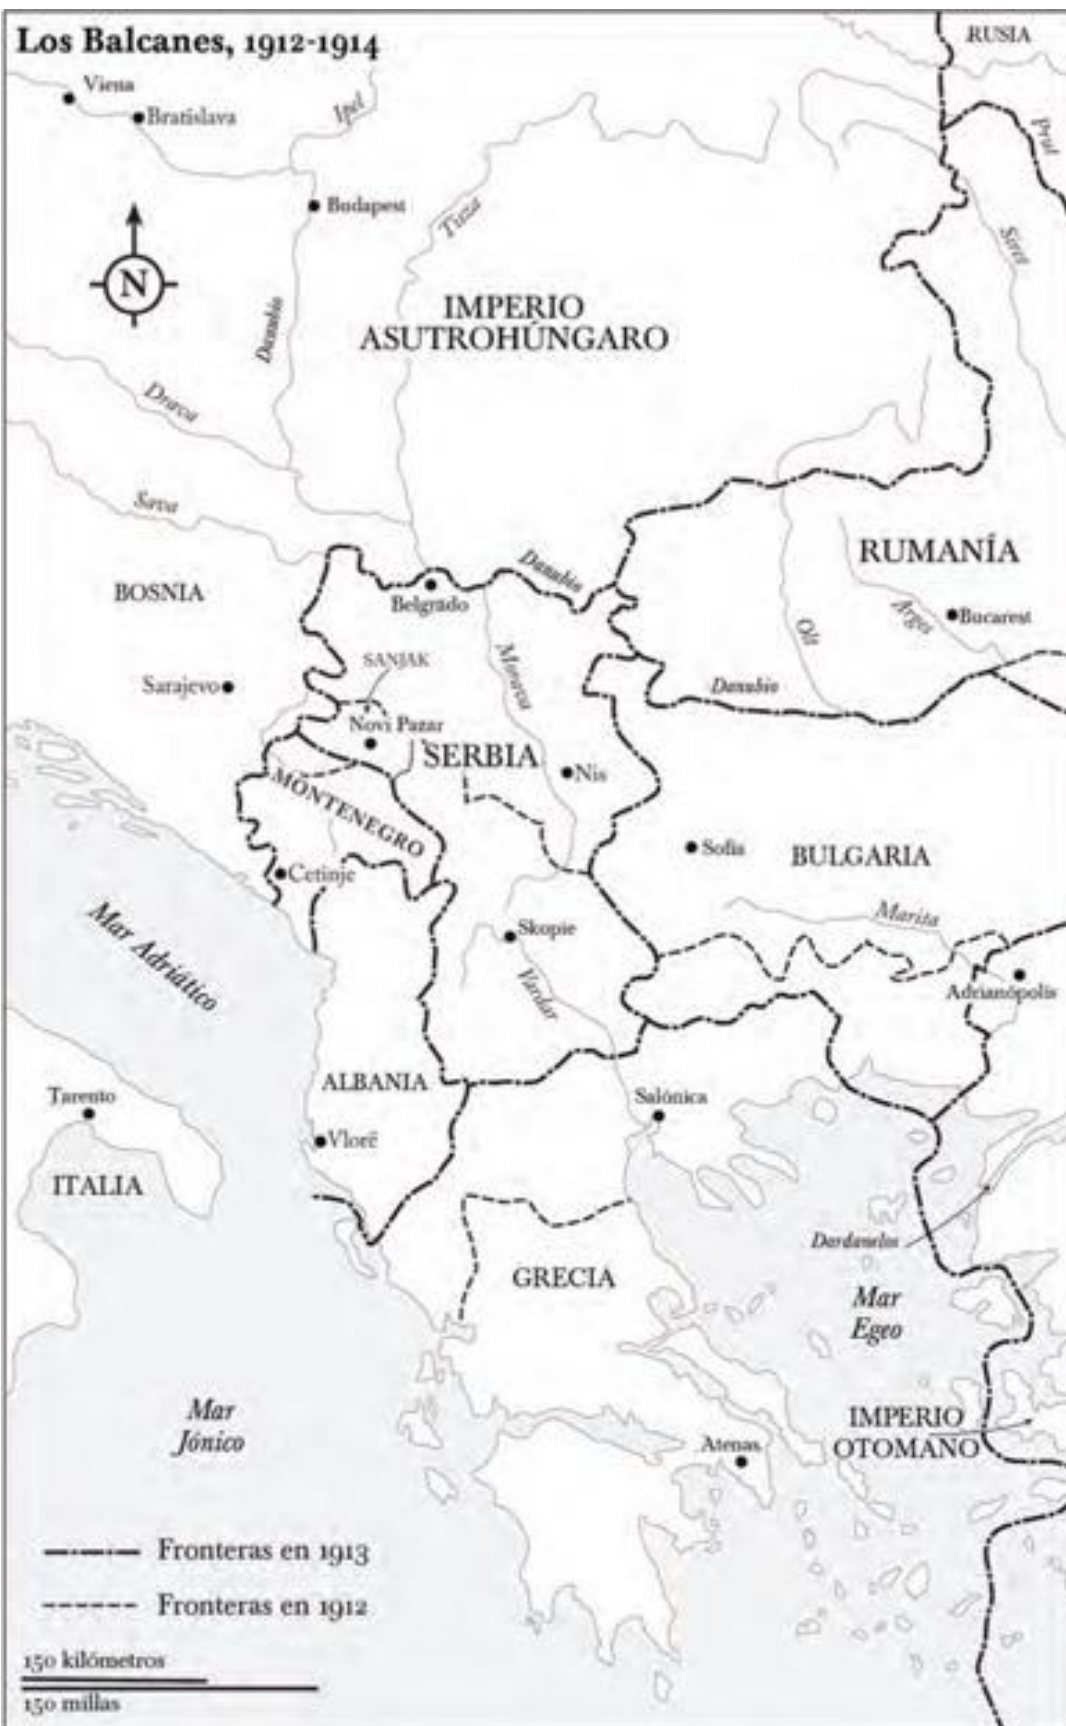 Los Balcanes, 1912-1914
RUSIA
Viena
Bratislava
Ipel
Prut
Budapest
Tisza
Siret
N
Danubio
IMPERIO
ASUTROHÚNGARO
Drava
Sava
Danubio
RUMANÍA
BOSNIA
Belgrado
Arges
Bucarest
Olt
SANJAK
Morava
Sarajevo
Danubio
Novi Pazar
SERBIA
Nis
MONTENEGRO
Sofia
BULGARIA
Cetinje
Marita
Mar Adriático
Skopie
Vardar
Adrianópolis
ALBANIA
Tarento
Salónica
Vlorë
ITALIA
Dardanelos
GRECIA
Mar
Egeo
Mar
Jónico
IMPERIO
OTOMANO
Atenas
Fronteras en 1913
Fronteras en 1912
150 kilómetros
150 millas